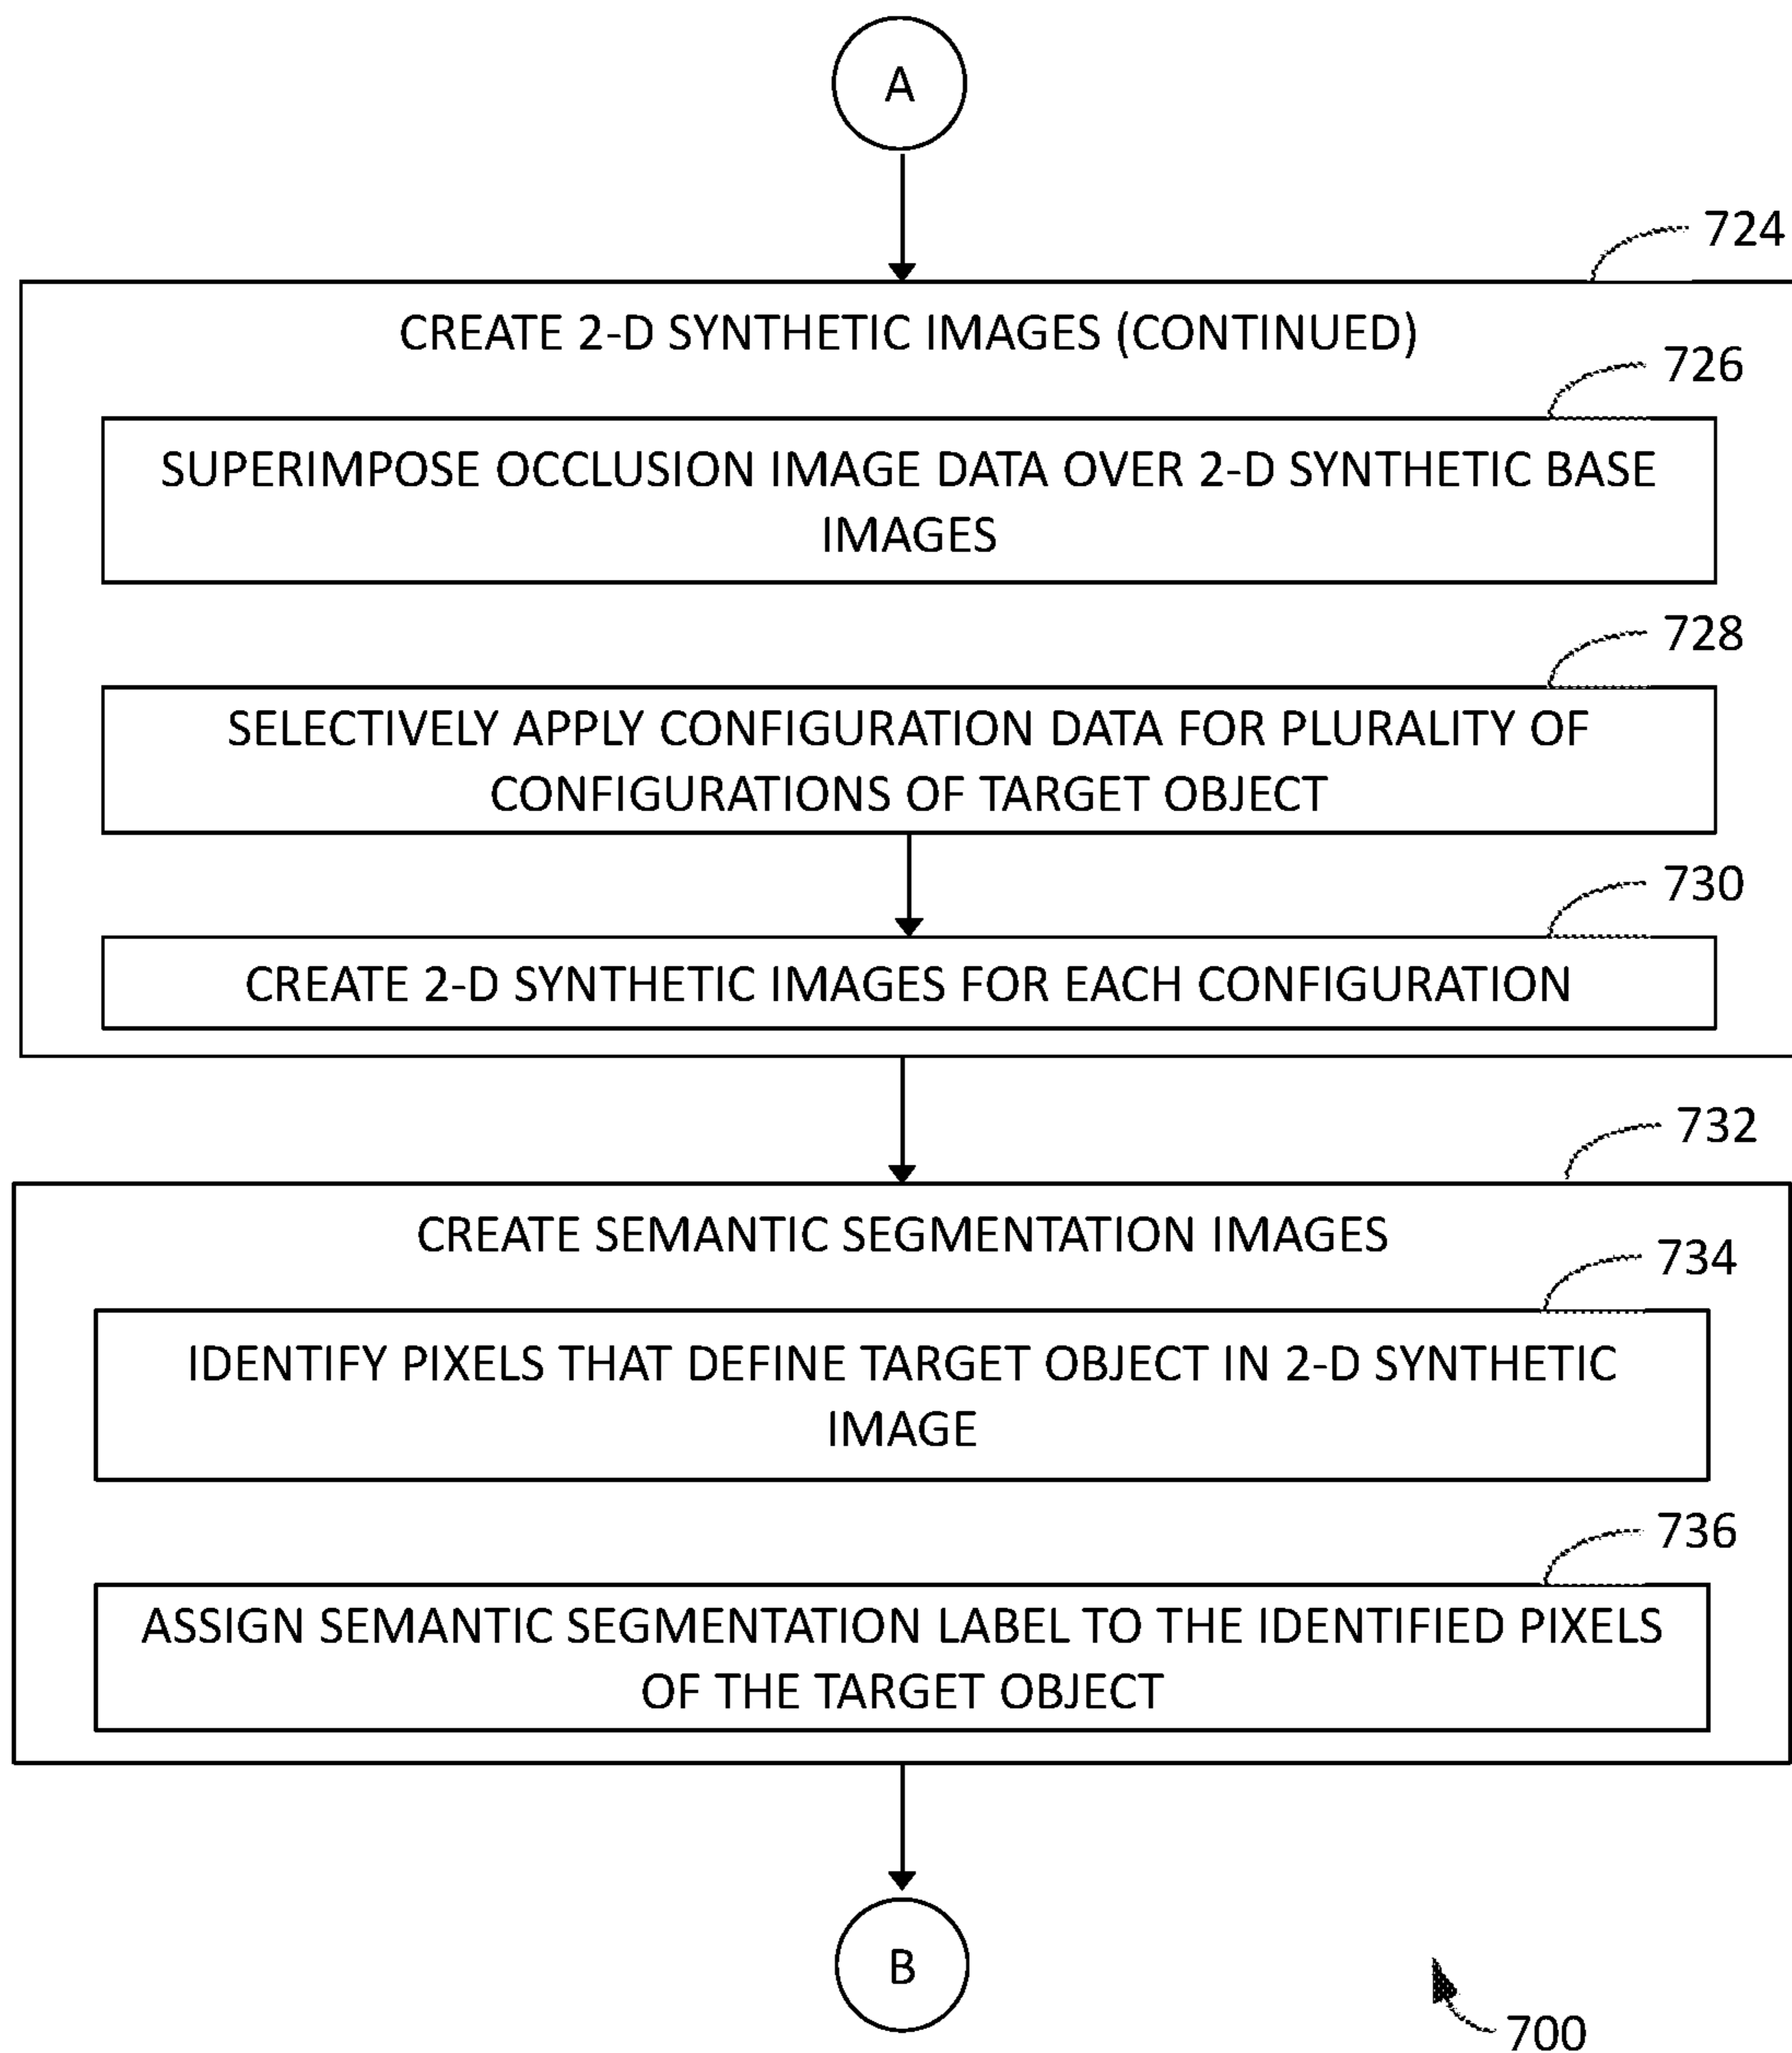 A
724
CREATE 2-D SYNTHETIC IMAGES (CONTINUED)
726
SUPERIMPOSE OCCLUSION IMAGE DATA OVER 2-D SYNTHETIC BASE
IMAGES
728
SELECTIVELY APPLY CONFIGURATION DATA FOR PLURALITY OF
CONFIGURATIONS OF TARGET OBJECT
730
CREATE 2-D SYNTHETIC IMAGES FOR EACH CONFIGURATION
732
CREATE SEMANTIC SEGMENTATION IMAGES
734
IDENTIFY PIXELS THAT DEFINE TARGET OBJECT IN 2-D SYNTHETIC
IMAGE
736
ASSIGN SEMANTIC SEGMENTATION LABEL TO THE IDENTIFIED PIXELS
OF THE TARGET OBJECT
B
700